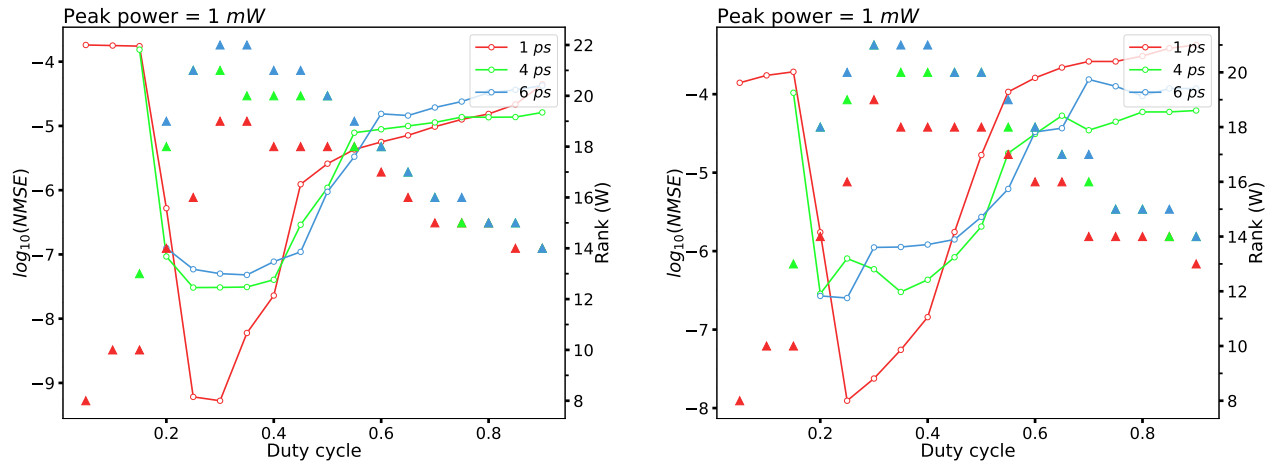 Peak power = 1 mW
1 ps
4 ps
6 ps
−4
−5
−6
−7
−8
−9
log10(NMSE)
22
20
18
16
14
12
10
8
Rank (W)
0.2
0.4
0.6
0.8
Duty cycle
Peak power = 1 mW
1 ps
4 ps
6 ps
−4
−5
−6
−7
−8
log10(NMSE)
20
18
16
14
12
10
8
Rank (W)
0.2
0.4
0.6
0.8
Duty cycle